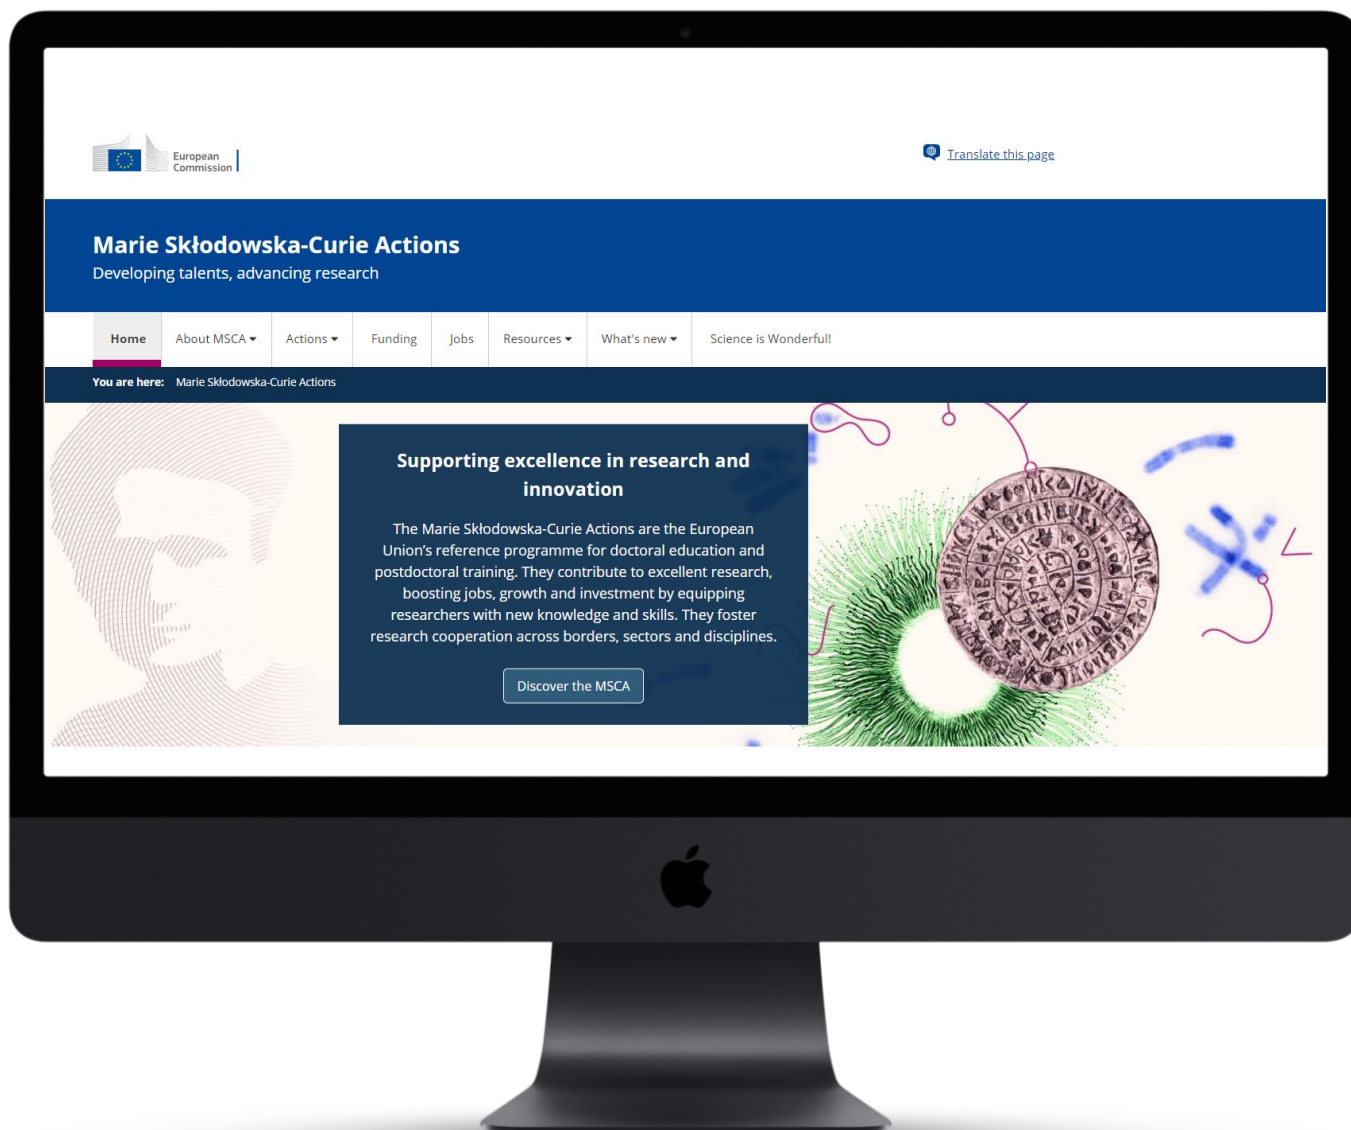 European
Commission
Translate this page
Marie Skłodowska-Curie Actions
Developing talents, advancing research
Home About MSCA Actions Funding Jobs Resources What's new Science is Wonderful!
You are here: Marie Skłodowska-Curie Actions
Supporting excellence in research and
innovation
The Marie Skłodowska-Curie Actions are the European
Union’s reference programme for doctoral education and
postdoctoral training. They contribute to excellent research,
boosting jobs, growth and investment by equipping
researchers with new knowledge and skills. They foster
research cooperation across borders, sectors and disciplines.
Discover the MSCA